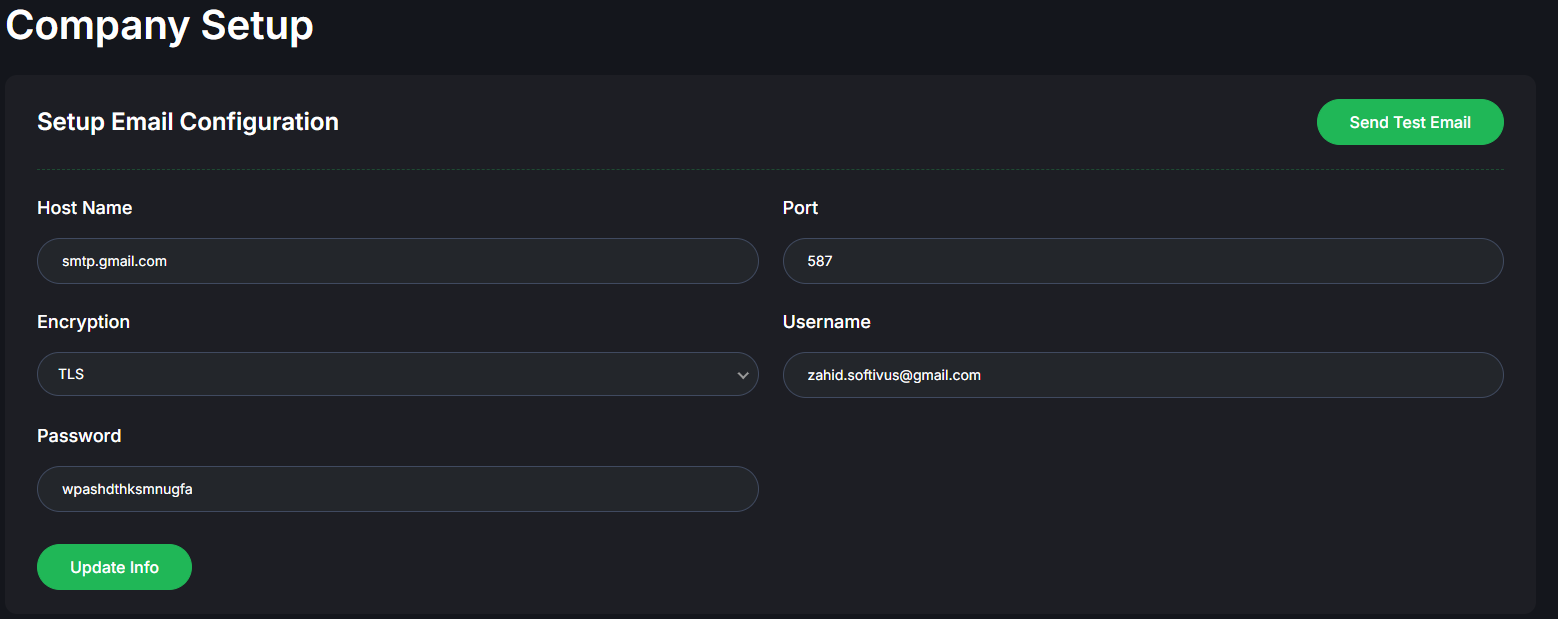 Company Setup
Setup Email Configuration
Send Test Email
Host Name
Port
smtp.gmail.com
587
Encryption
Username
TLS
zahid.softivus@gmail.com
Password
wpashdthksmnugfa
Update Info